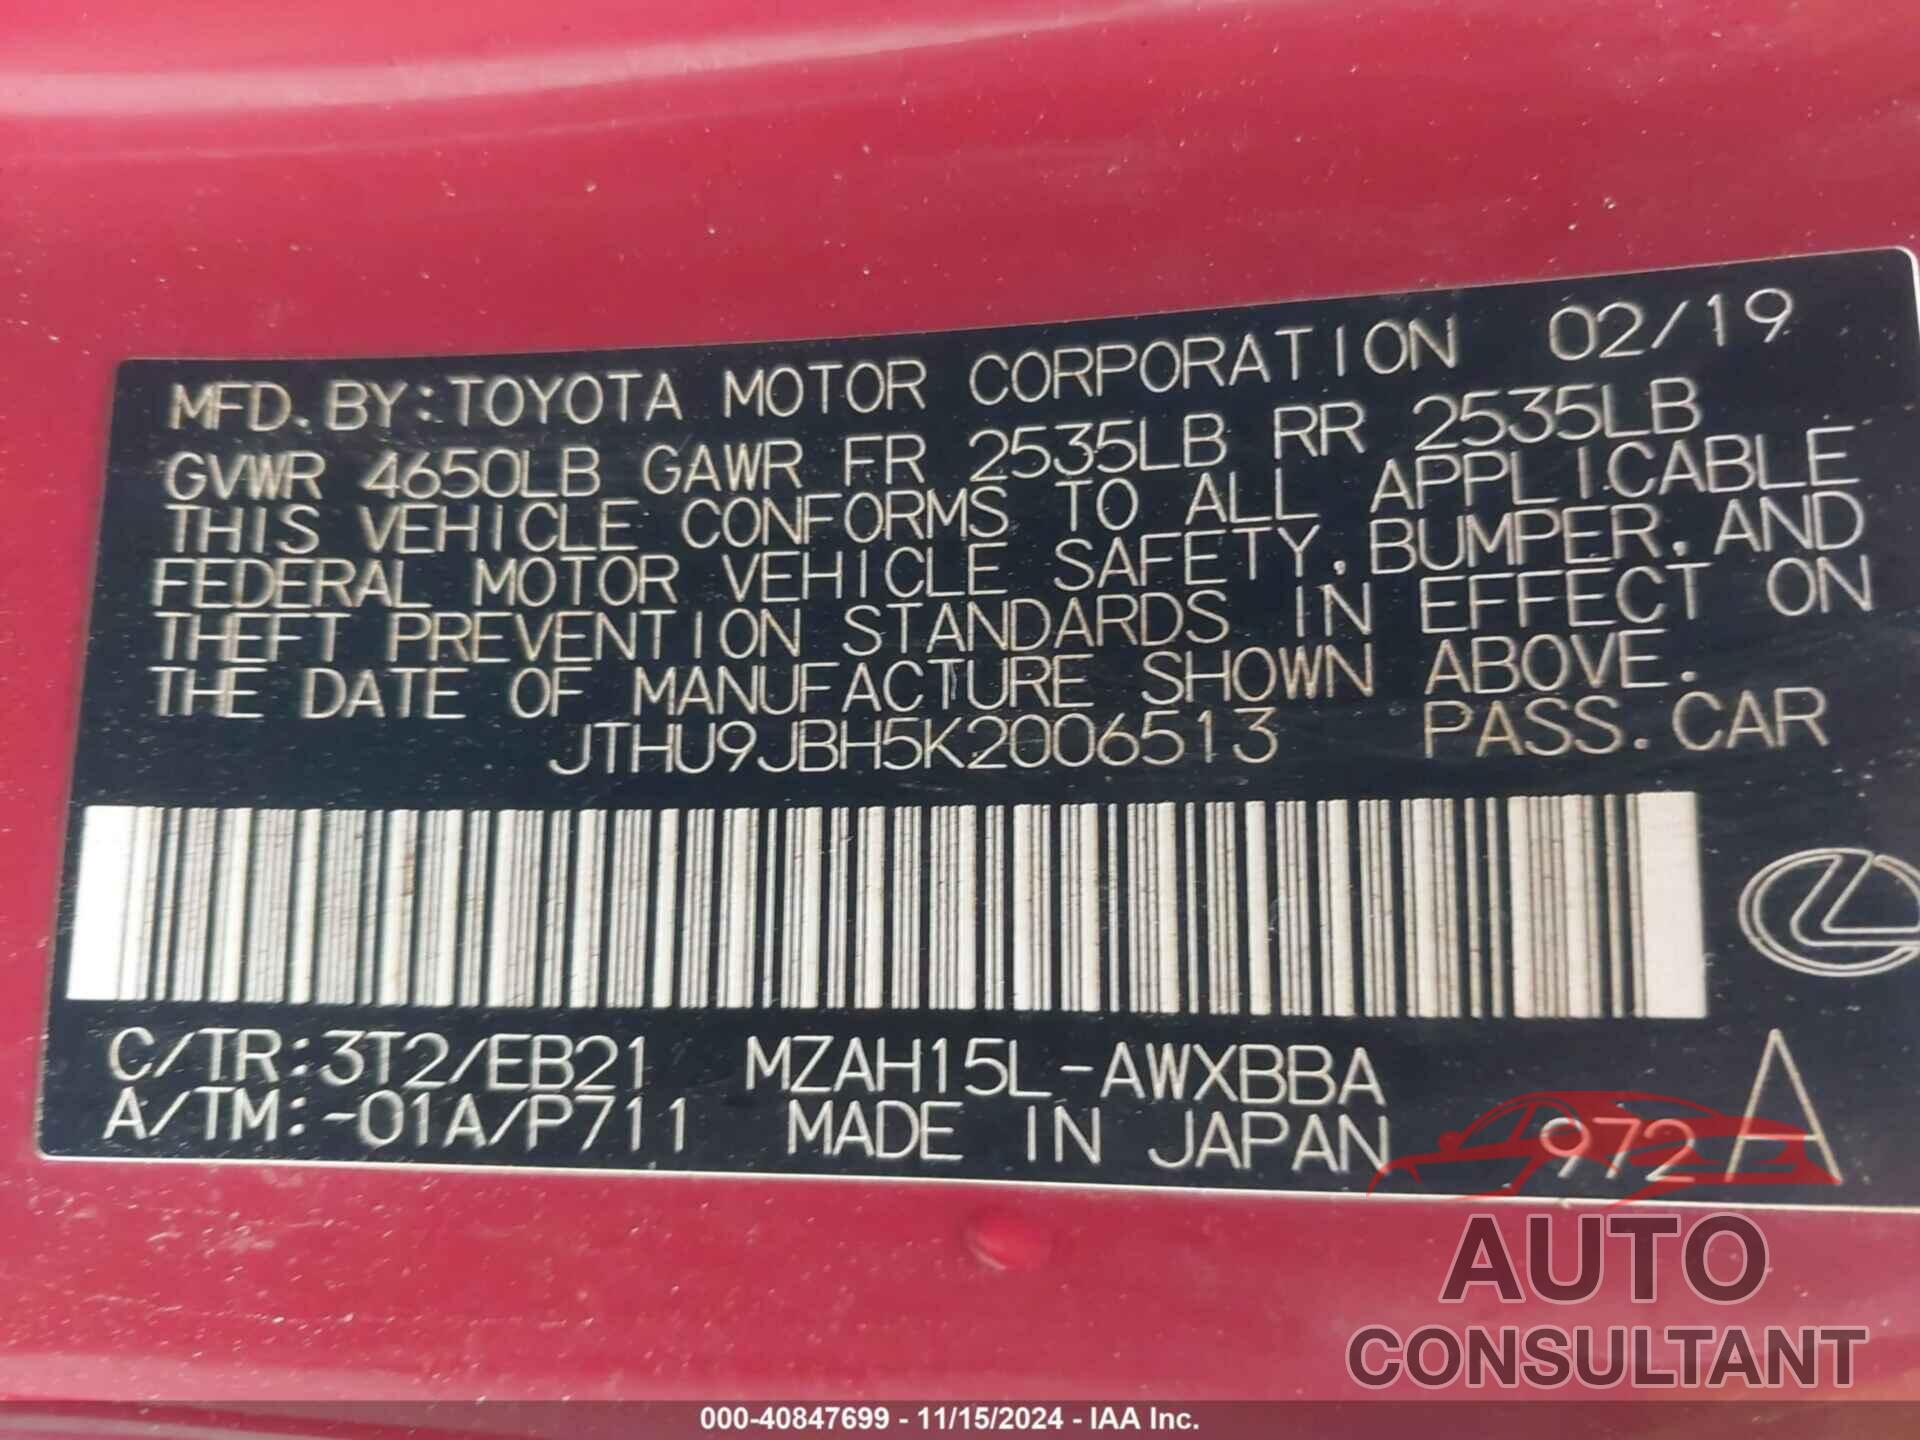 MFD. BY: TOYOTA MOTOR CORPORATION 02/19
GVWR 4650LB GAWR FR 2535LB RR 2535LB
THIS VEHICLE CONFORMS TO ALL APPLICABLE
FEDERAL MOTOR VEHICLE SAFETY, BUMPER, AND
THEFT PREVENTION STANDARDS IN EFFECT ON
THE DATE OF MANUFACTURE SHOWN ABOVE.
JTHU9JBH5K2006513 PASS. CAR
C/TR: 3T2/EB21 MZAH15L-AWXBBA
A/TM: -01A/P711 MADE IN JAPAN 972 A
AUTO
CONSULTANT
000-40847699 - 11/15/2024 - IAA Inc.